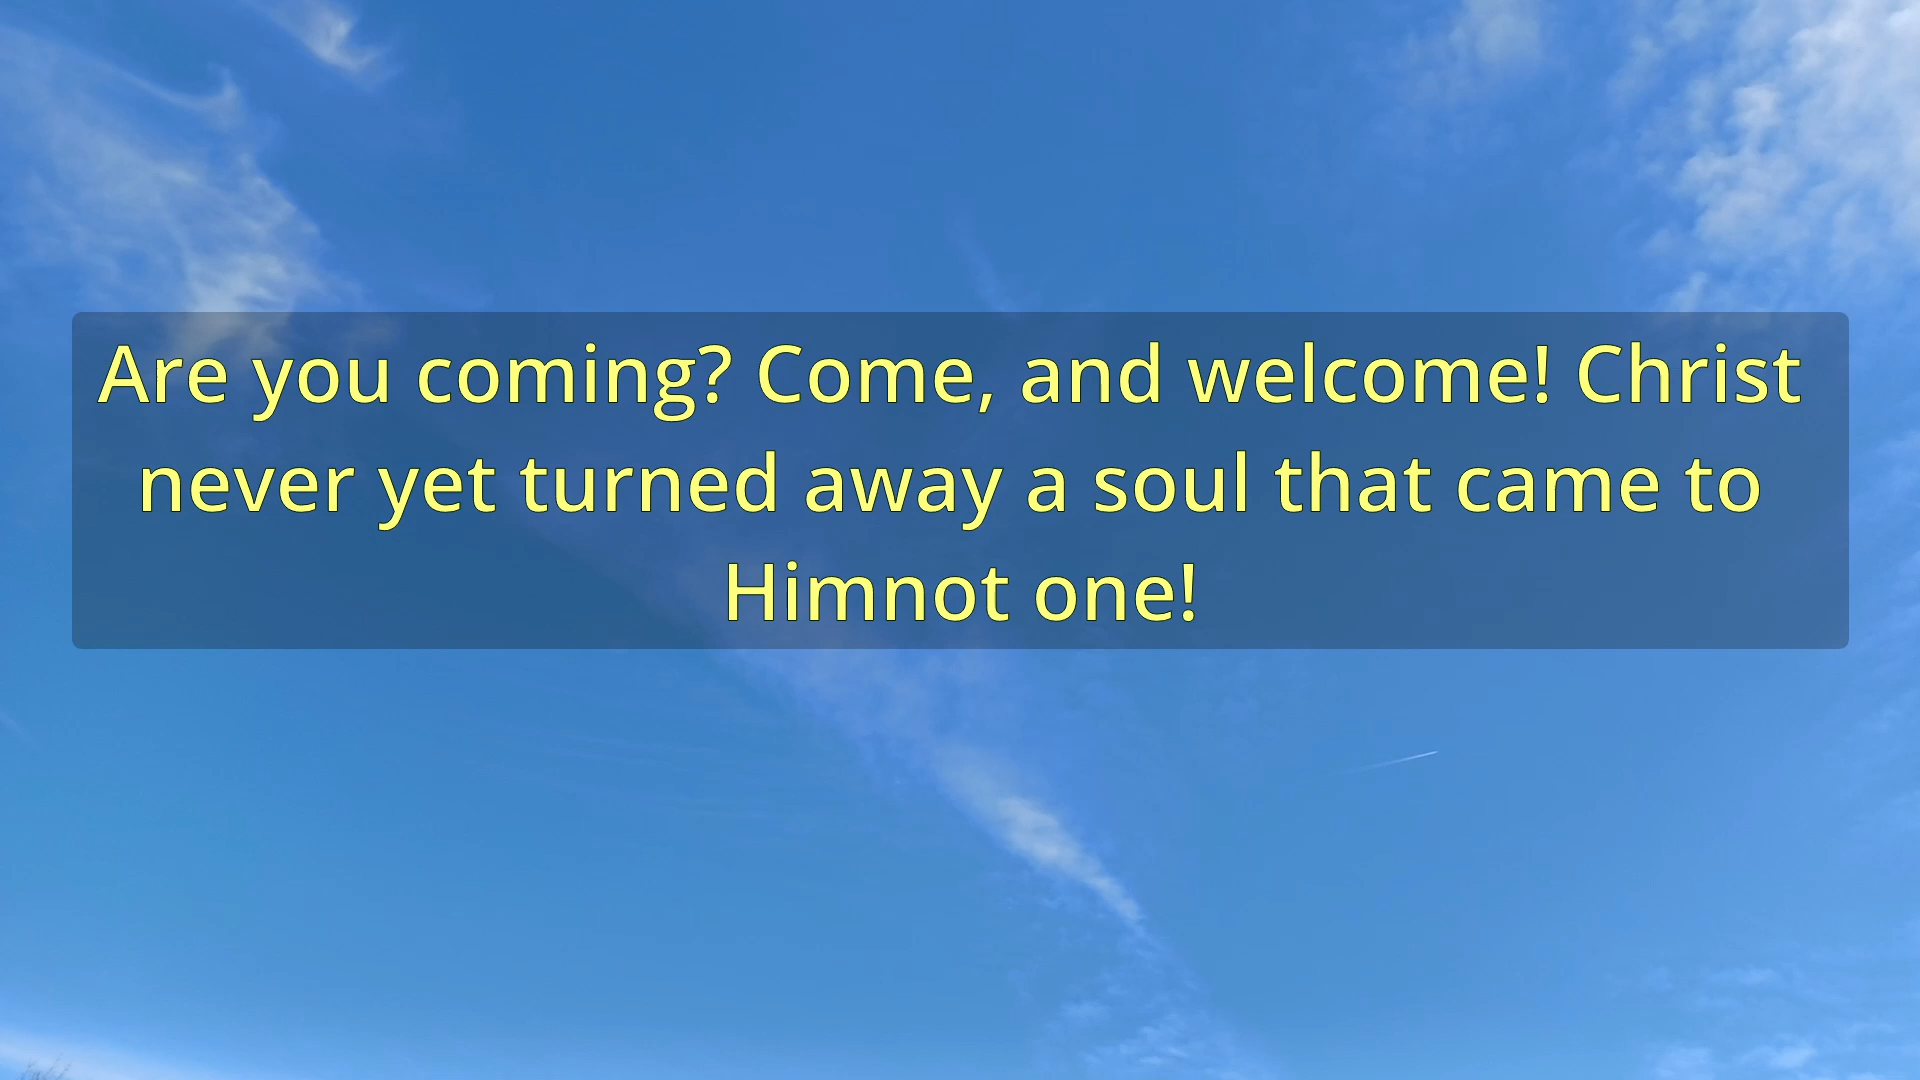 Are you coming? Come, and welcome! Christ
never yet turned away a soul that came to
Himnot one!